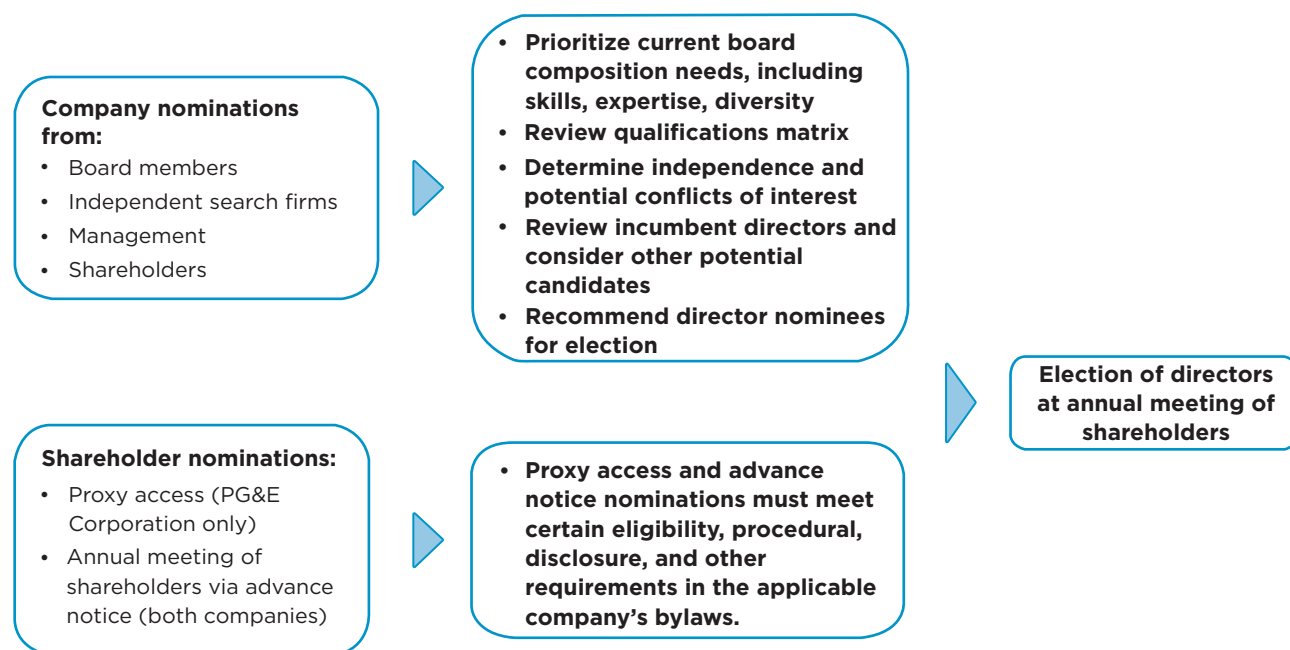 Company nominations
from:
• Board members
• Independent search firms
• Management
• Shareholders
• Prioritize current board
composition needs, including
skills, expertise, diversity
• Review qualifications matrix
• Determine independence and
potential conflicts of interest
• Review incumbent directors and
consider other potential
candidates
• Recommend director nominees
for election
Shareholder nominations:
• Proxy access (PG&E
Corporation only)
• Annual meeting of
shareholders via advance
notice (both companies)
• Proxy access and advance
notice nominations must meet
certain eligibility, procedural,
disclosure, and other
requirements in the applicable
company’s bylaws.
Election of directors
at annual meeting of
shareholders